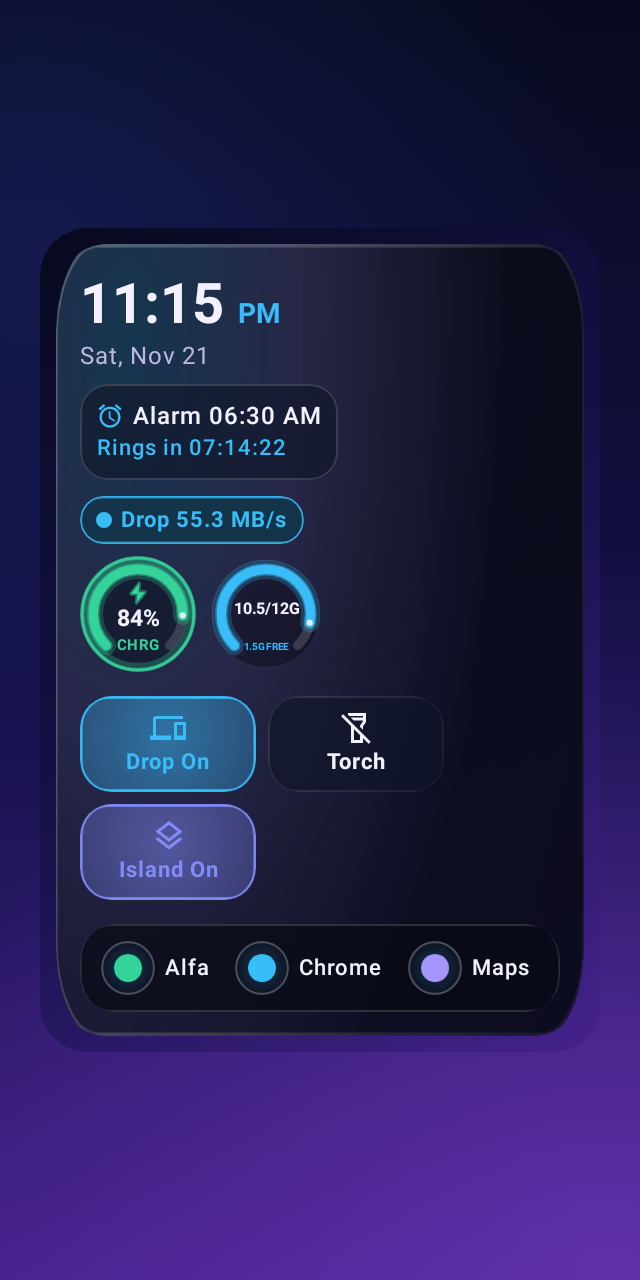 11:15 PM
Sat, Nov 21
Alarm 06:30 AM
Rings in 07:14:22
Drop 55.3 MB/s
84%
CHRG
10.5/12G
1.5G FREE
Drop On
Torch
Island On
Alfa
Chrome
Maps